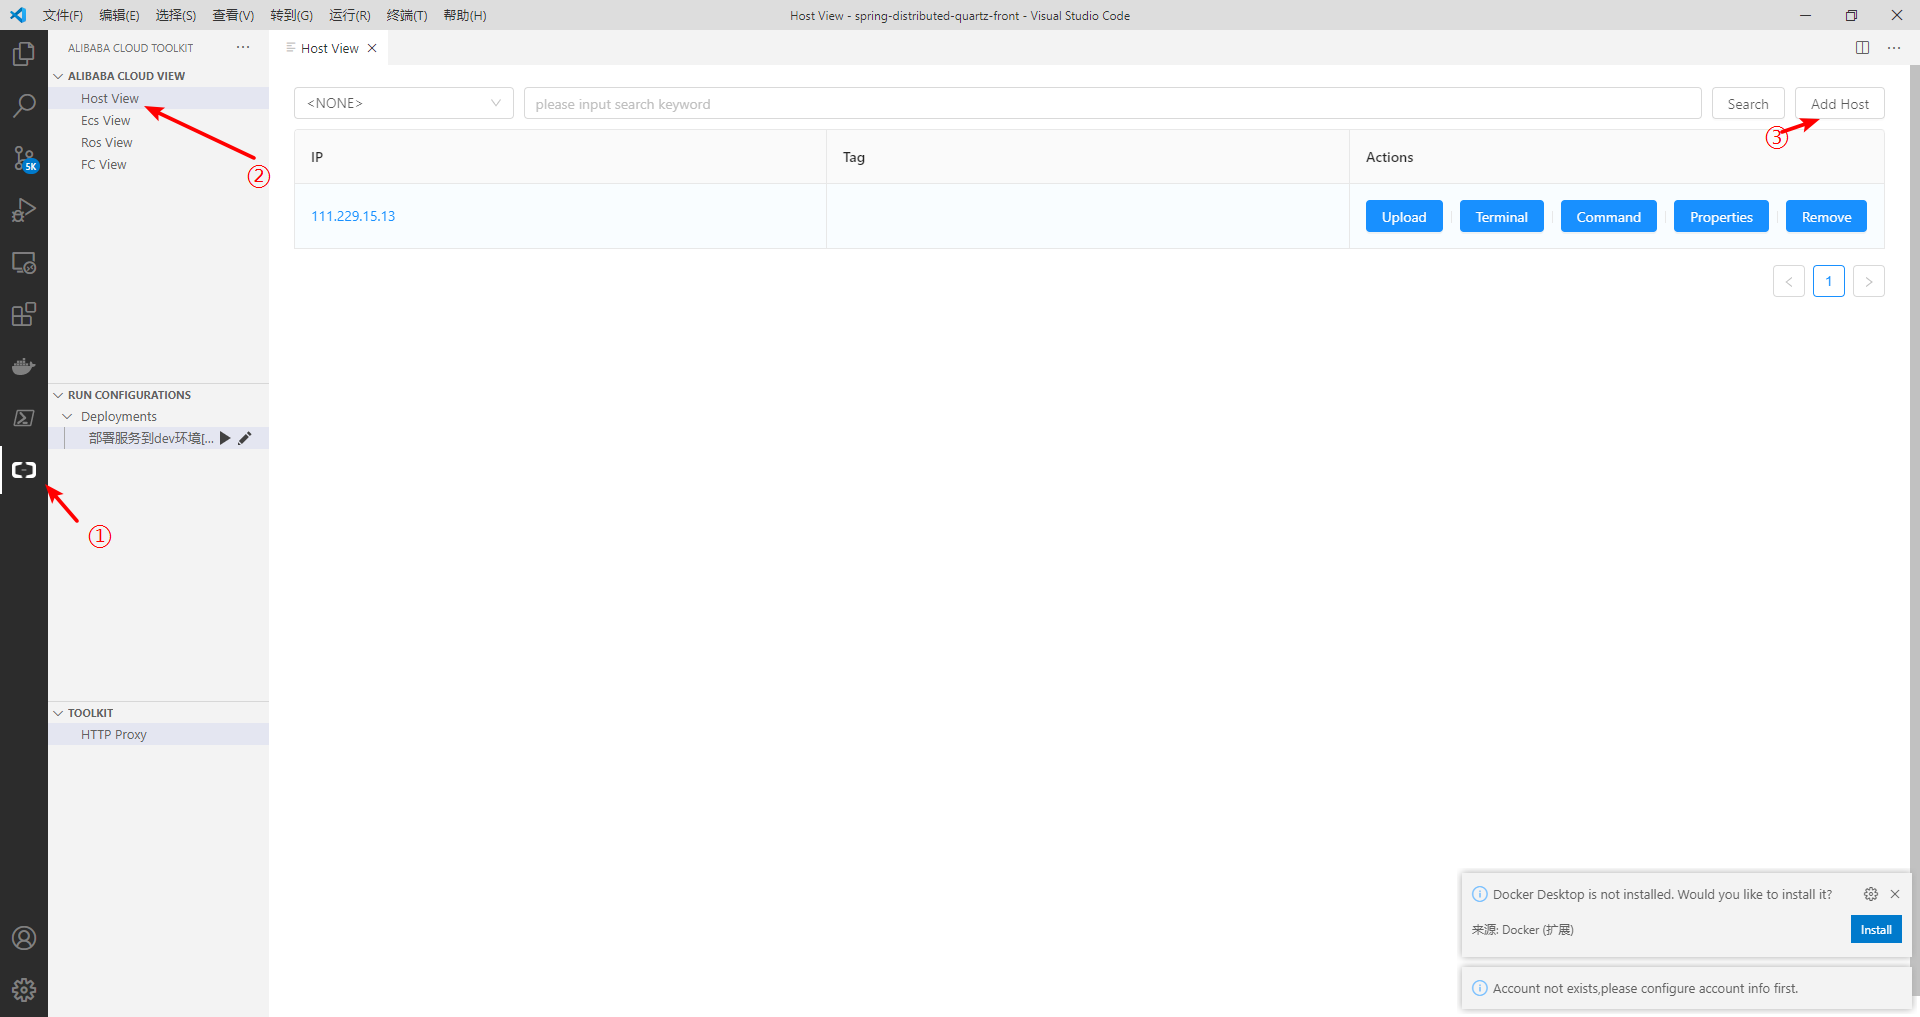 文件(F) 编辑(E) 选择(S) 查看(V) 转到(G) 运行(R) 终端(T) 帮助(H) Host View - spring-distributed-quartz-front - Visual Studio Code
ALIBABA CLOUD TOOLKIT ···
Host View
ALIBABA CLOUD VIEW
Host View
Ecs View
Ros View
FC View
②
<NONE>
please input search keyword
Search
Add Host
③
IP Tag Actions
111.229.15.13 Upload Terminal Command Properties Remove
< 1 >
5K
RUN CONFIGURATIONS
Deployments
部署服务到dev环境[...
①
TOOLKIT
HTTP Proxy
Docker Desktop is not installed. Would you like to install it?
来源: Docker (扩展)
Install
Account not exists,please configure account info first.